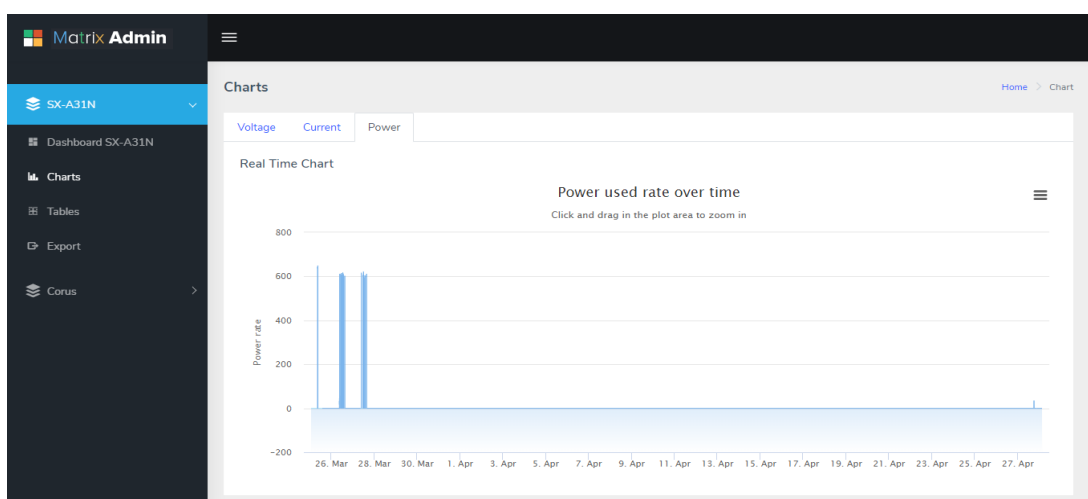 Matrix Admin
SX-A31N
Dashboard SX-A31N
Charts
Tables
Export
Corus
Charts
Home > Chart
Voltage Current Power
Real Time Chart
Power used rate over time
Click and drag in the plot area to zoom in
Power rate
800
600
400
200
0
−200
26. Mar 28. Mar 30. Mar 1. Apr 3. Apr 5. Apr 7. Apr 9. Apr 11. Apr 13. Apr 15. Apr 17. Apr 19. Apr 21. Apr 23. Apr 25. Apr 27. Apr